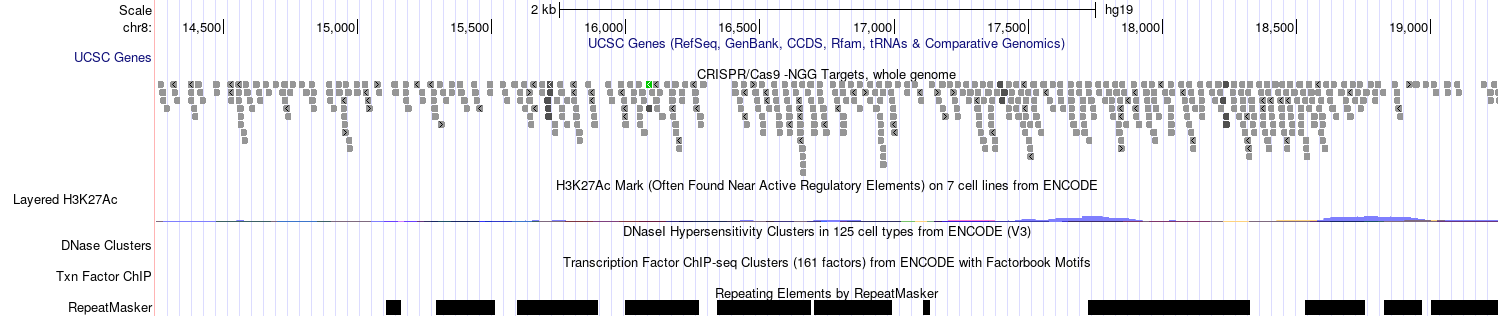 Scale 2 kb hg19
chr8: 14,500 15,000 15,500 16,000 16,500 17,000 17,500 18,000 18,500 19,000
UCSC Genes (RefSeq, GenBank, CCDS, Rfam, tRNAs & Comparative Genomics)
UCSC Genes
CRISPR/Cas9 -NGG Targets, whole genome
H3K27Ac Mark (Often Found Near Active Regulatory Elements) on 7 cell lines from ENCODE
Layered H3K27Ac
DNaseI Hypersensitivity Clusters in 125 cell types from ENCODE (V3)
DNase Clusters
Transcription Factor ChIP-seq Clusters (161 factors) from ENCODE with Factorbook Motifs
Txn Factor ChIP
Repeating Elements by RepeatMasker
RepeatMasker